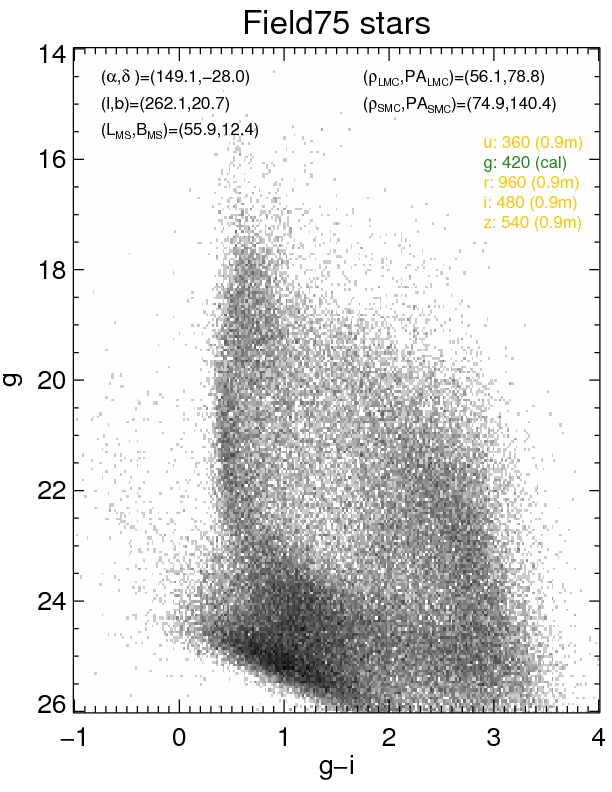 Field75 stars
(α,δ )=(149.1,−28.0)
(ρLMC,PALMC)=(56.1,78.8)
(l,b)=(262.1,20.7)
(ρSMC,PASMC)=(74.9,140.4)
(LMS,BMS)=(55.9,12.4)
u: 360 (0.9m)
g: 420 (cal)
r: 960 (0.9m)
i: 480 (0.9m)
z: 540 (0.9m)
14
16
18
20
22
24
26
g
−1 0 1 2 3 4
g−i